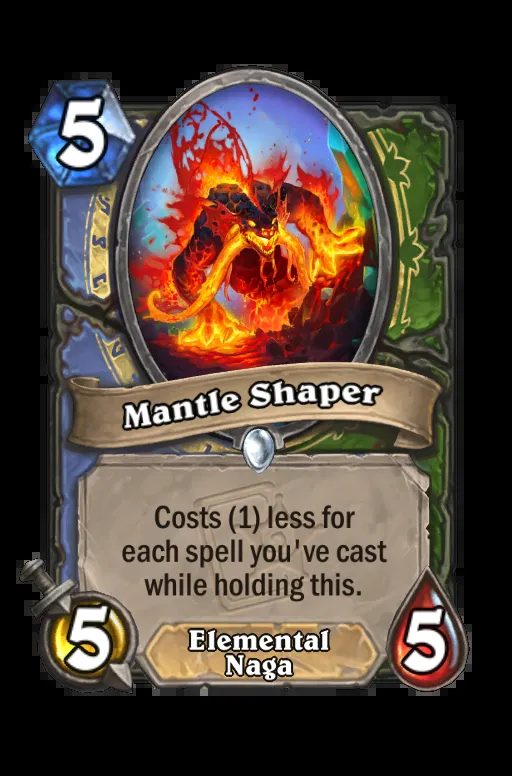 5
Mantle Shaper
Costs (1) less for
each spell you've cast
while holding this.
5
Elemental
Naga
5